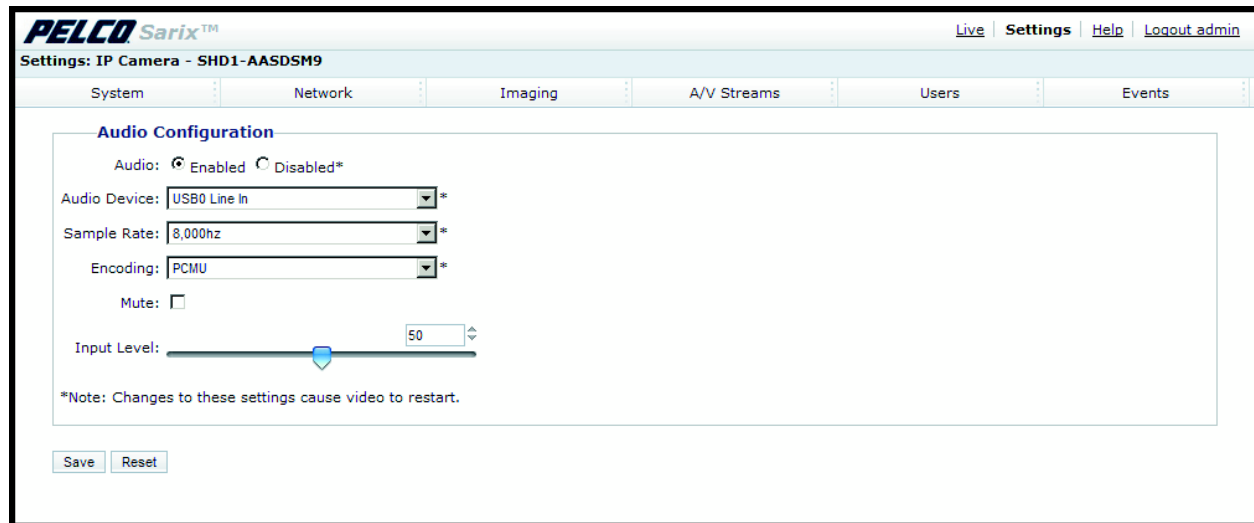 PELCO Sarix™
Live Settings Help Logout admin
Settings: IP Camera - SHD1-AASDSM9
System Network Imaging A/V Streams Users Events
Audio Configuration
Audio: Enabled Disabled*
Audio Device: USB0 Line In *
Sample Rate: 8,000hz *
Encoding: PCMU *
Mute:
50
Input Level:
*Note: Changes to these settings cause video to restart.
Save Reset